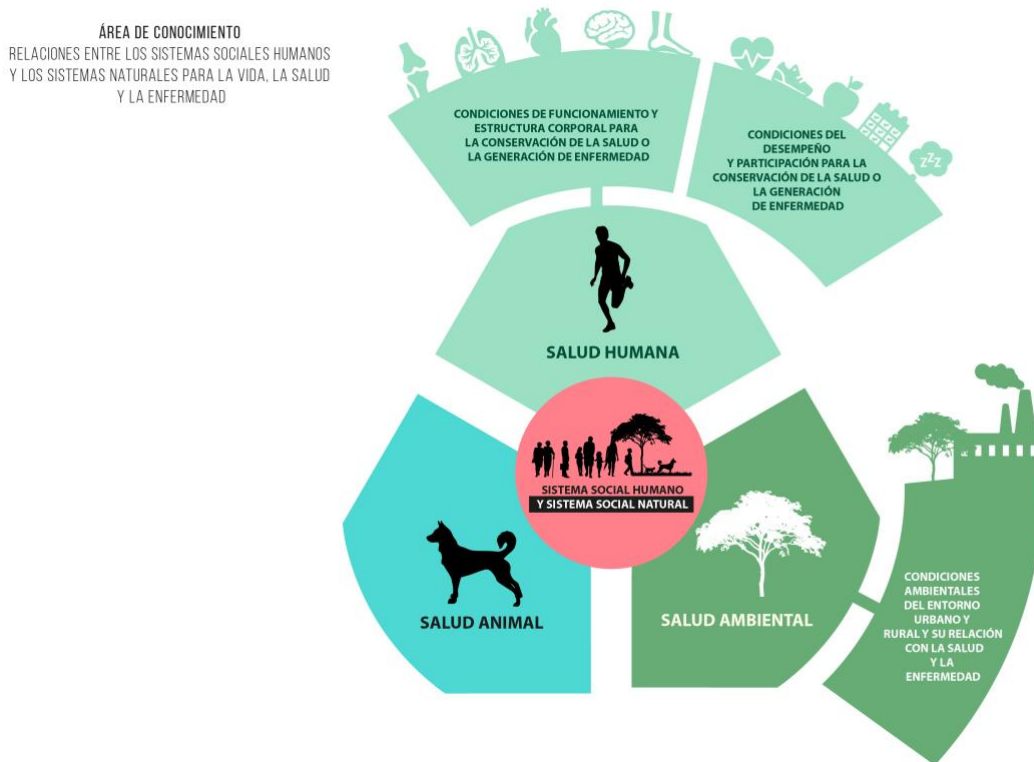 ÁREA DE CONOCIMIENTO
RELACIONES ENTRE LOS SISTEMAS SOCIALES HUMANOS
Y LOS SISTEMAS NATURALES PARA LA VIDA, LA SALUD
Y LA ENFERMEDAD
CONDICIONES DE FUNCIONAMIENTO Y
ESTRUCTURA CORPORAL PARA
LA CONSERVACIÓN DE LA SALUD O
LA GENERACIÓN DE ENFERMEDAD
CONDICIONES DEL
DESEMPEÑO
Y PARTICIPACIÓN PARA LA
CONSERVACIÓN DE LA SALUD O
LA GENERACIÓN
DE ENFERMEDAD
zZz
SALUD HUMANA
SISTEMA SOCIAL HUMANO
Y SISTEMA SOCIAL NATURAL
SALUD ANIMAL
SALUD AMBIENTAL
CONDICIONES
AMBIENTALES
DEL ENTORNO
URBANO Y
RURAL Y SU RELACIÓN
CON LA SALUD
Y LA
ENFERMEDAD